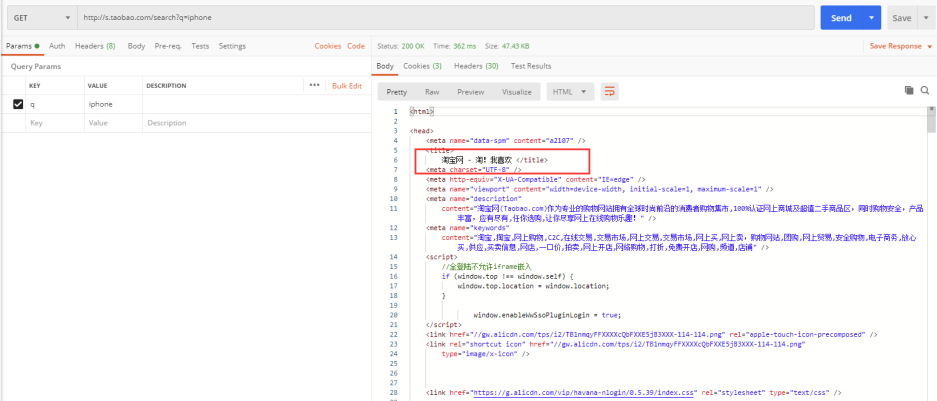 GET
http://s.taobao.com/search?q=iphone
Send
Save
Params Auth Headers (8) Body Pre-req. Tests Settings Cookies Code
Query Params
KEY VALUE DESCRIPTION ••• Bulk Edit
q iphone
Key Value Description
Status: 200 OK Time: 362 ms Size: 47.43 KB Save Response
Body Cookies (3) Headers (30) Test Results
Pretty Raw Preview Visualize HTML
1 <html>
2
3 <head>
4 <meta name="data-spm" content="a2107" />
5 <title>
6 淘宝网 - 淘！我喜欢 </title>
7 <meta charset="UTF-8" />
8 <meta http-equiv="X-UA-Compatible" content="IE=edge" />
9 <meta name="viewport" content="width=device-width, initial-scale=1, maximum-scale=1" />
10 <meta name="description"
11 content="淘宝网(Taobao.com)作为专业的购物网站拥有全球时尚前沿的消费者购物集市,100%认证网上商城及超值二手商品区，同时购物安全，产品
丰富，应有尽有,任你选购,让你尽享网上在线购物乐趣！" />
12 <meta name="keywords"
13 content="淘宝,掏宝,网上购物,C2C,在线交易,交易市场,网上交易,交易市场,网上买,网上卖，购物网站,团购,网上贸易,安全购物,电子商务,放心
买,供应,买卖信息,网店,一口价,拍卖,网上开店,网络购物,打折,免费开店,网购,频道,店铺" />
14 <script>
15 //全登陆不允许iframe嵌入
16 if (window.top !== window.self) {
17 window.top.location = window.location;
18 }
19
20 window.enableWwSsoPluginLogin = true;
21 </script>
22 <link href="//gw.alicdn.com/tps/i2/TB1nmqyFFXXXXcQbFXXE5jB3XXX-114-114.png" rel="apple-touch-icon-precomposed" />
23 <link rel="shortcut icon" href="//gw.alicdn.com/tps/i2/TB1nmqyFFXXXXcQbFXXE5jB3XXX-114-114.png"
24 type="image/x-icon" />
25
26
27
28 <link href="https://g.alicdn.com/vip/havana-nlogin/0.5.39/index.css" rel="stylesheet" type="text/css" />